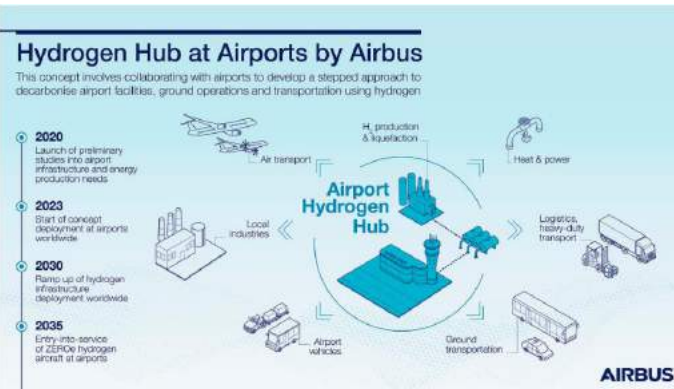 Hydrogen Hub at Airports by Airbus
This concept involves collaborating with airports to develop a stepped approach to
decarbonise airport facilities, ground operations and transportation using hydrogen
2020
Launch of preliminary
studies into airport
infrastructure and energy
production needs
2023
Start of concept
deployment at airports
worldwide
2030
Ramp up of hydrogen
infrastructure
deployment worldwide
2035
Entry-into-service
of ZEROe hydrogen
aircraft at airports
Air transport
H₂ production
& liquefaction
Heat & power
Airport
Hydrogen
Hub
Local
industries
Logistics,
heavy-duty
transport
Airport
vehicles
Ground
transportation
AIRBUS